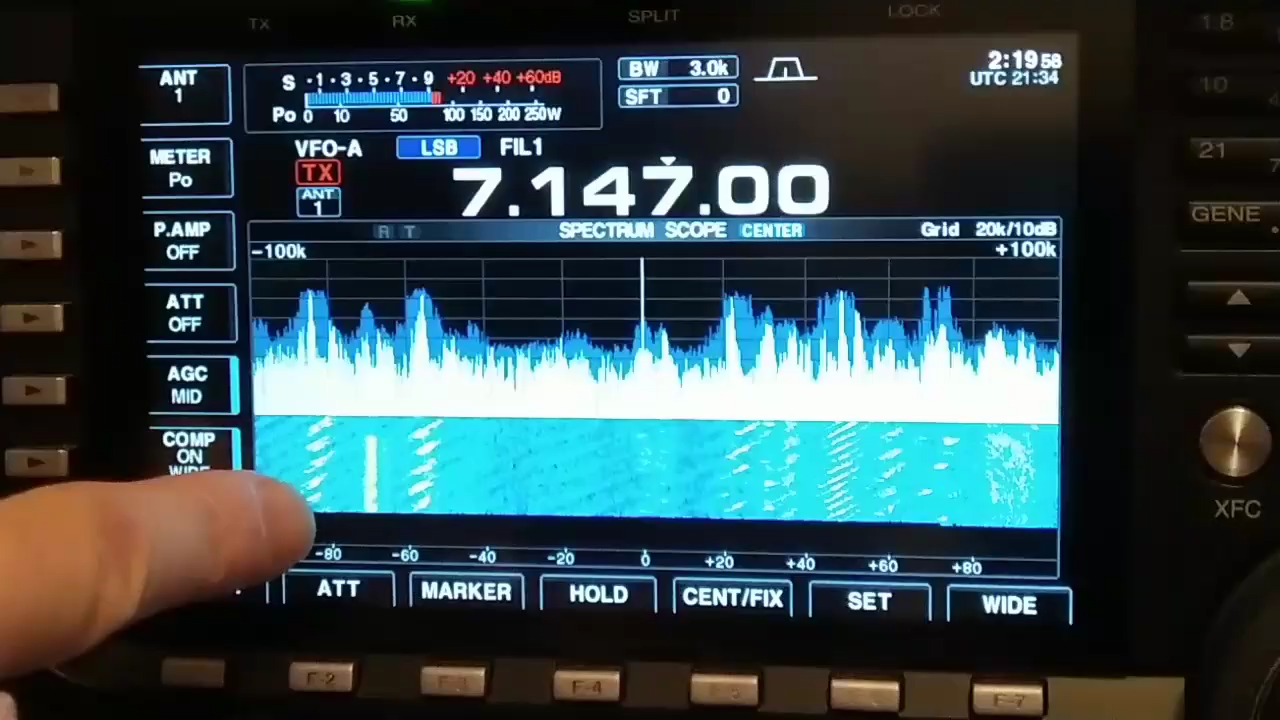 TX RX SPLIT LOCK
1.8
ANT
1
S 1 3 5 7 9 +20 +40 +60dB
Po 0 10 50 100 150 200 250W
BW 3.0k
SFT 0
2:19 58
UTC 21:34
10
METER
Po
VFO-A LSB FIL1
TX
ANT
1
7.147.00
21
P.AMP
OFF
R T SPECTRUM SCOPE CENTER Grid 20k/10dB
-100k +100k
GENE
ATT
OFF
AGC
MID
COMP
ON
WIDE
XFC
-80 -60 -40 -20 0 +20 +40 +60 +80
ATT MARKER HOLD CENT/FIX SET WIDE
F-2 F-3 F-4 F-5 F-7